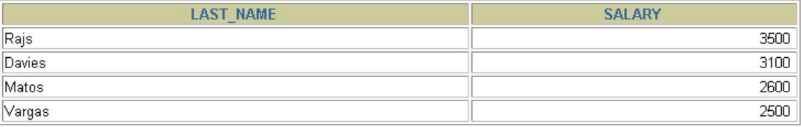 LAST_NAME SALARY
Rajs 3500
Davies 3100
Matos 2600
Vargas 2500